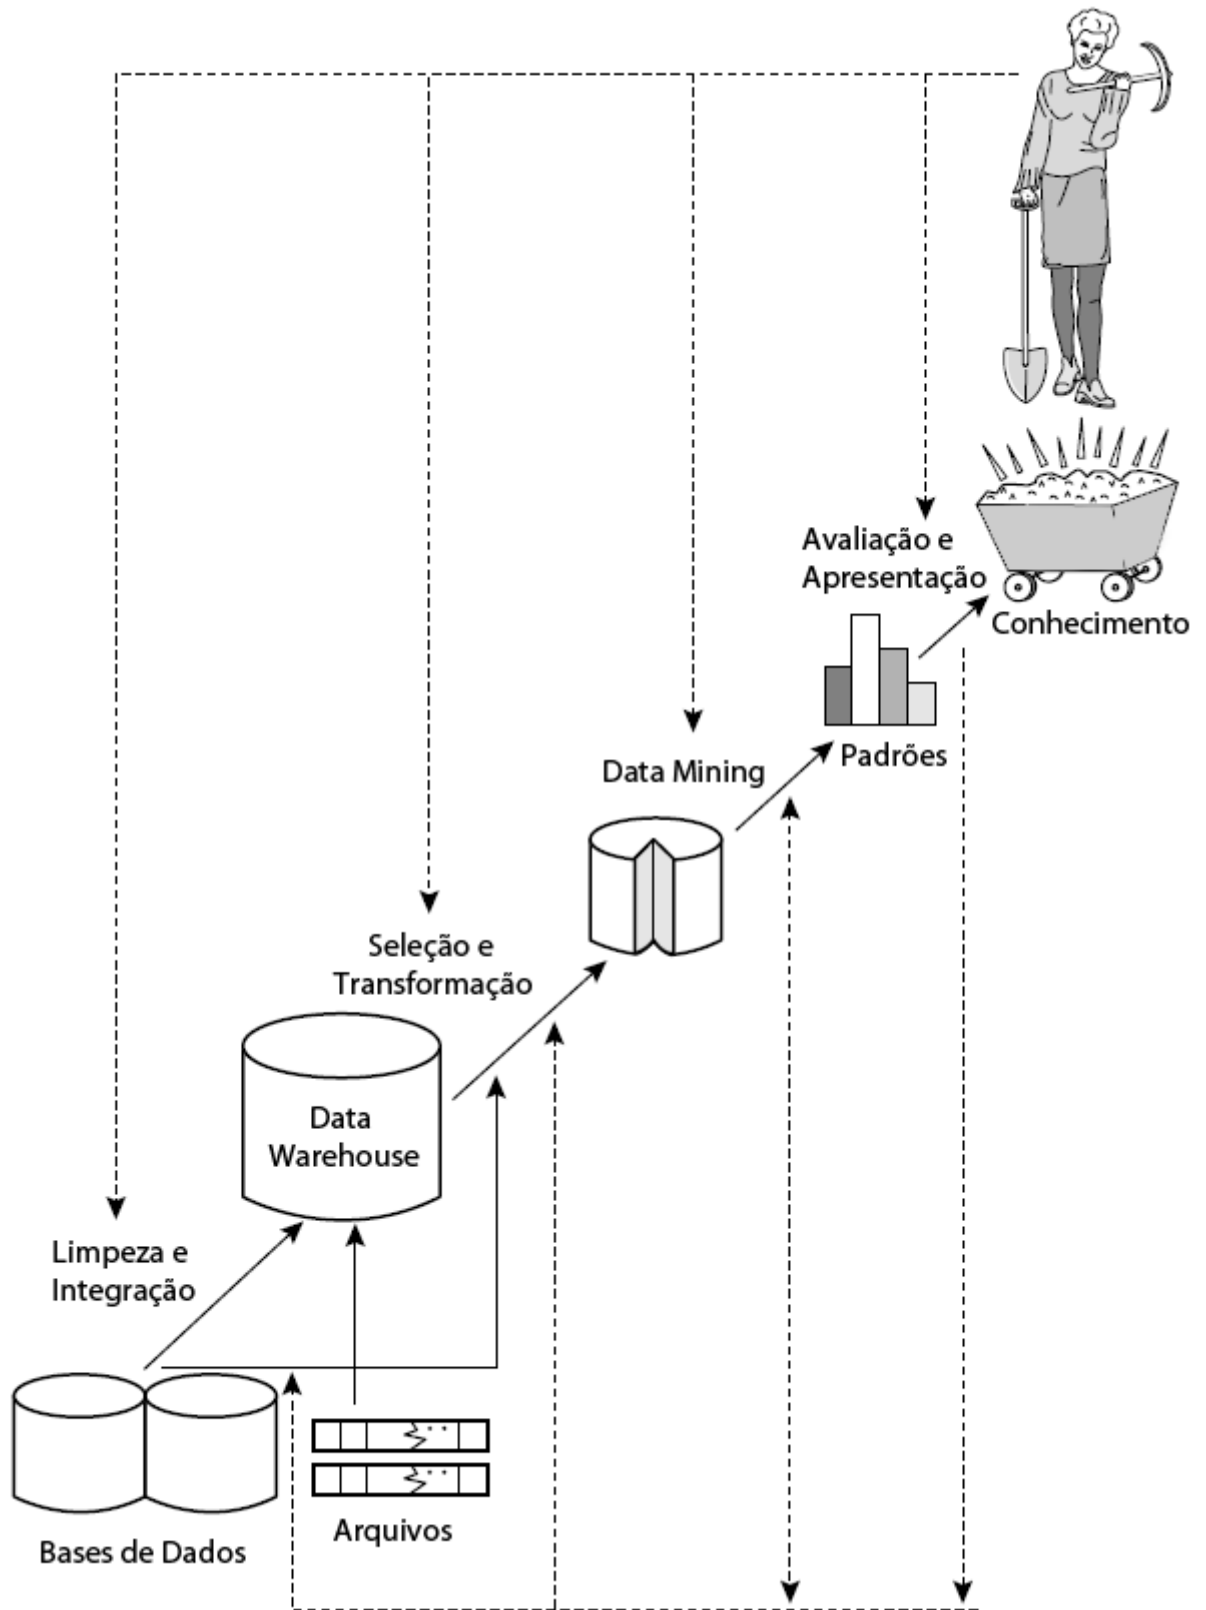 Avaliação e
Apresentação
Conhecimento
Padrões
Data Mining
Seleção e
Transformação
Data
Warehouse
Limpeza e
Integração
Arquivos
Bases de Dados